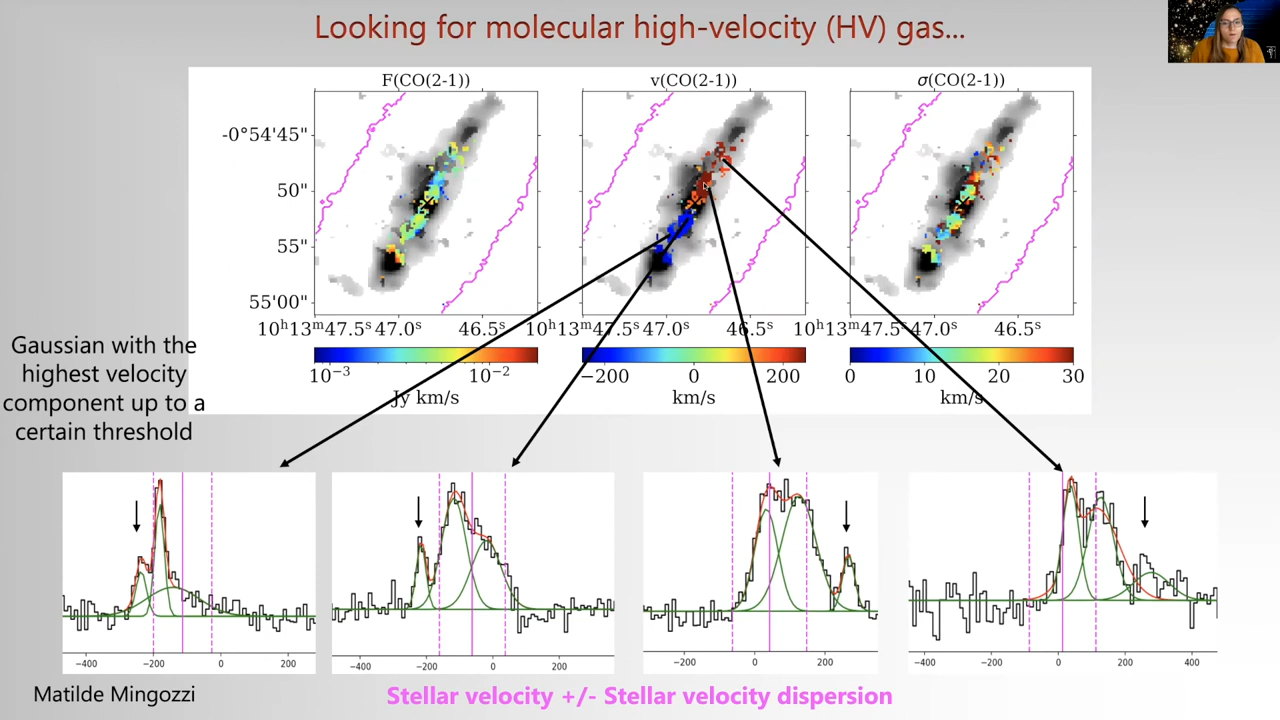 Looking for molecular high-velocity (HV) gas...
F(CO(2-1))
v(CO(2-1))
σ(CO(2-1))
-0°54'45"
50"
55"
55'00"
10ʰ13ᵐ47.5ˢ 47.0ˢ 46.5ˢ 10ʰ13ᵐ47.5ˢ 47.0ˢ 46.5ˢ 10ʰ13ᵐ47.5ˢ 47.0ˢ 46.5ˢ
10⁻³ 10⁻² −200 0 200 0 10 20 30
Jy km/s km/s km/s
Gaussian with the
highest velocity
component up to a
certain threshold
−400 −200 0 200
−400 −200 0 200
−200 0 200
−400 −200 0 200 400
Matilde Mingozzi
Stellar velocity +/- Stellar velocity dispersion